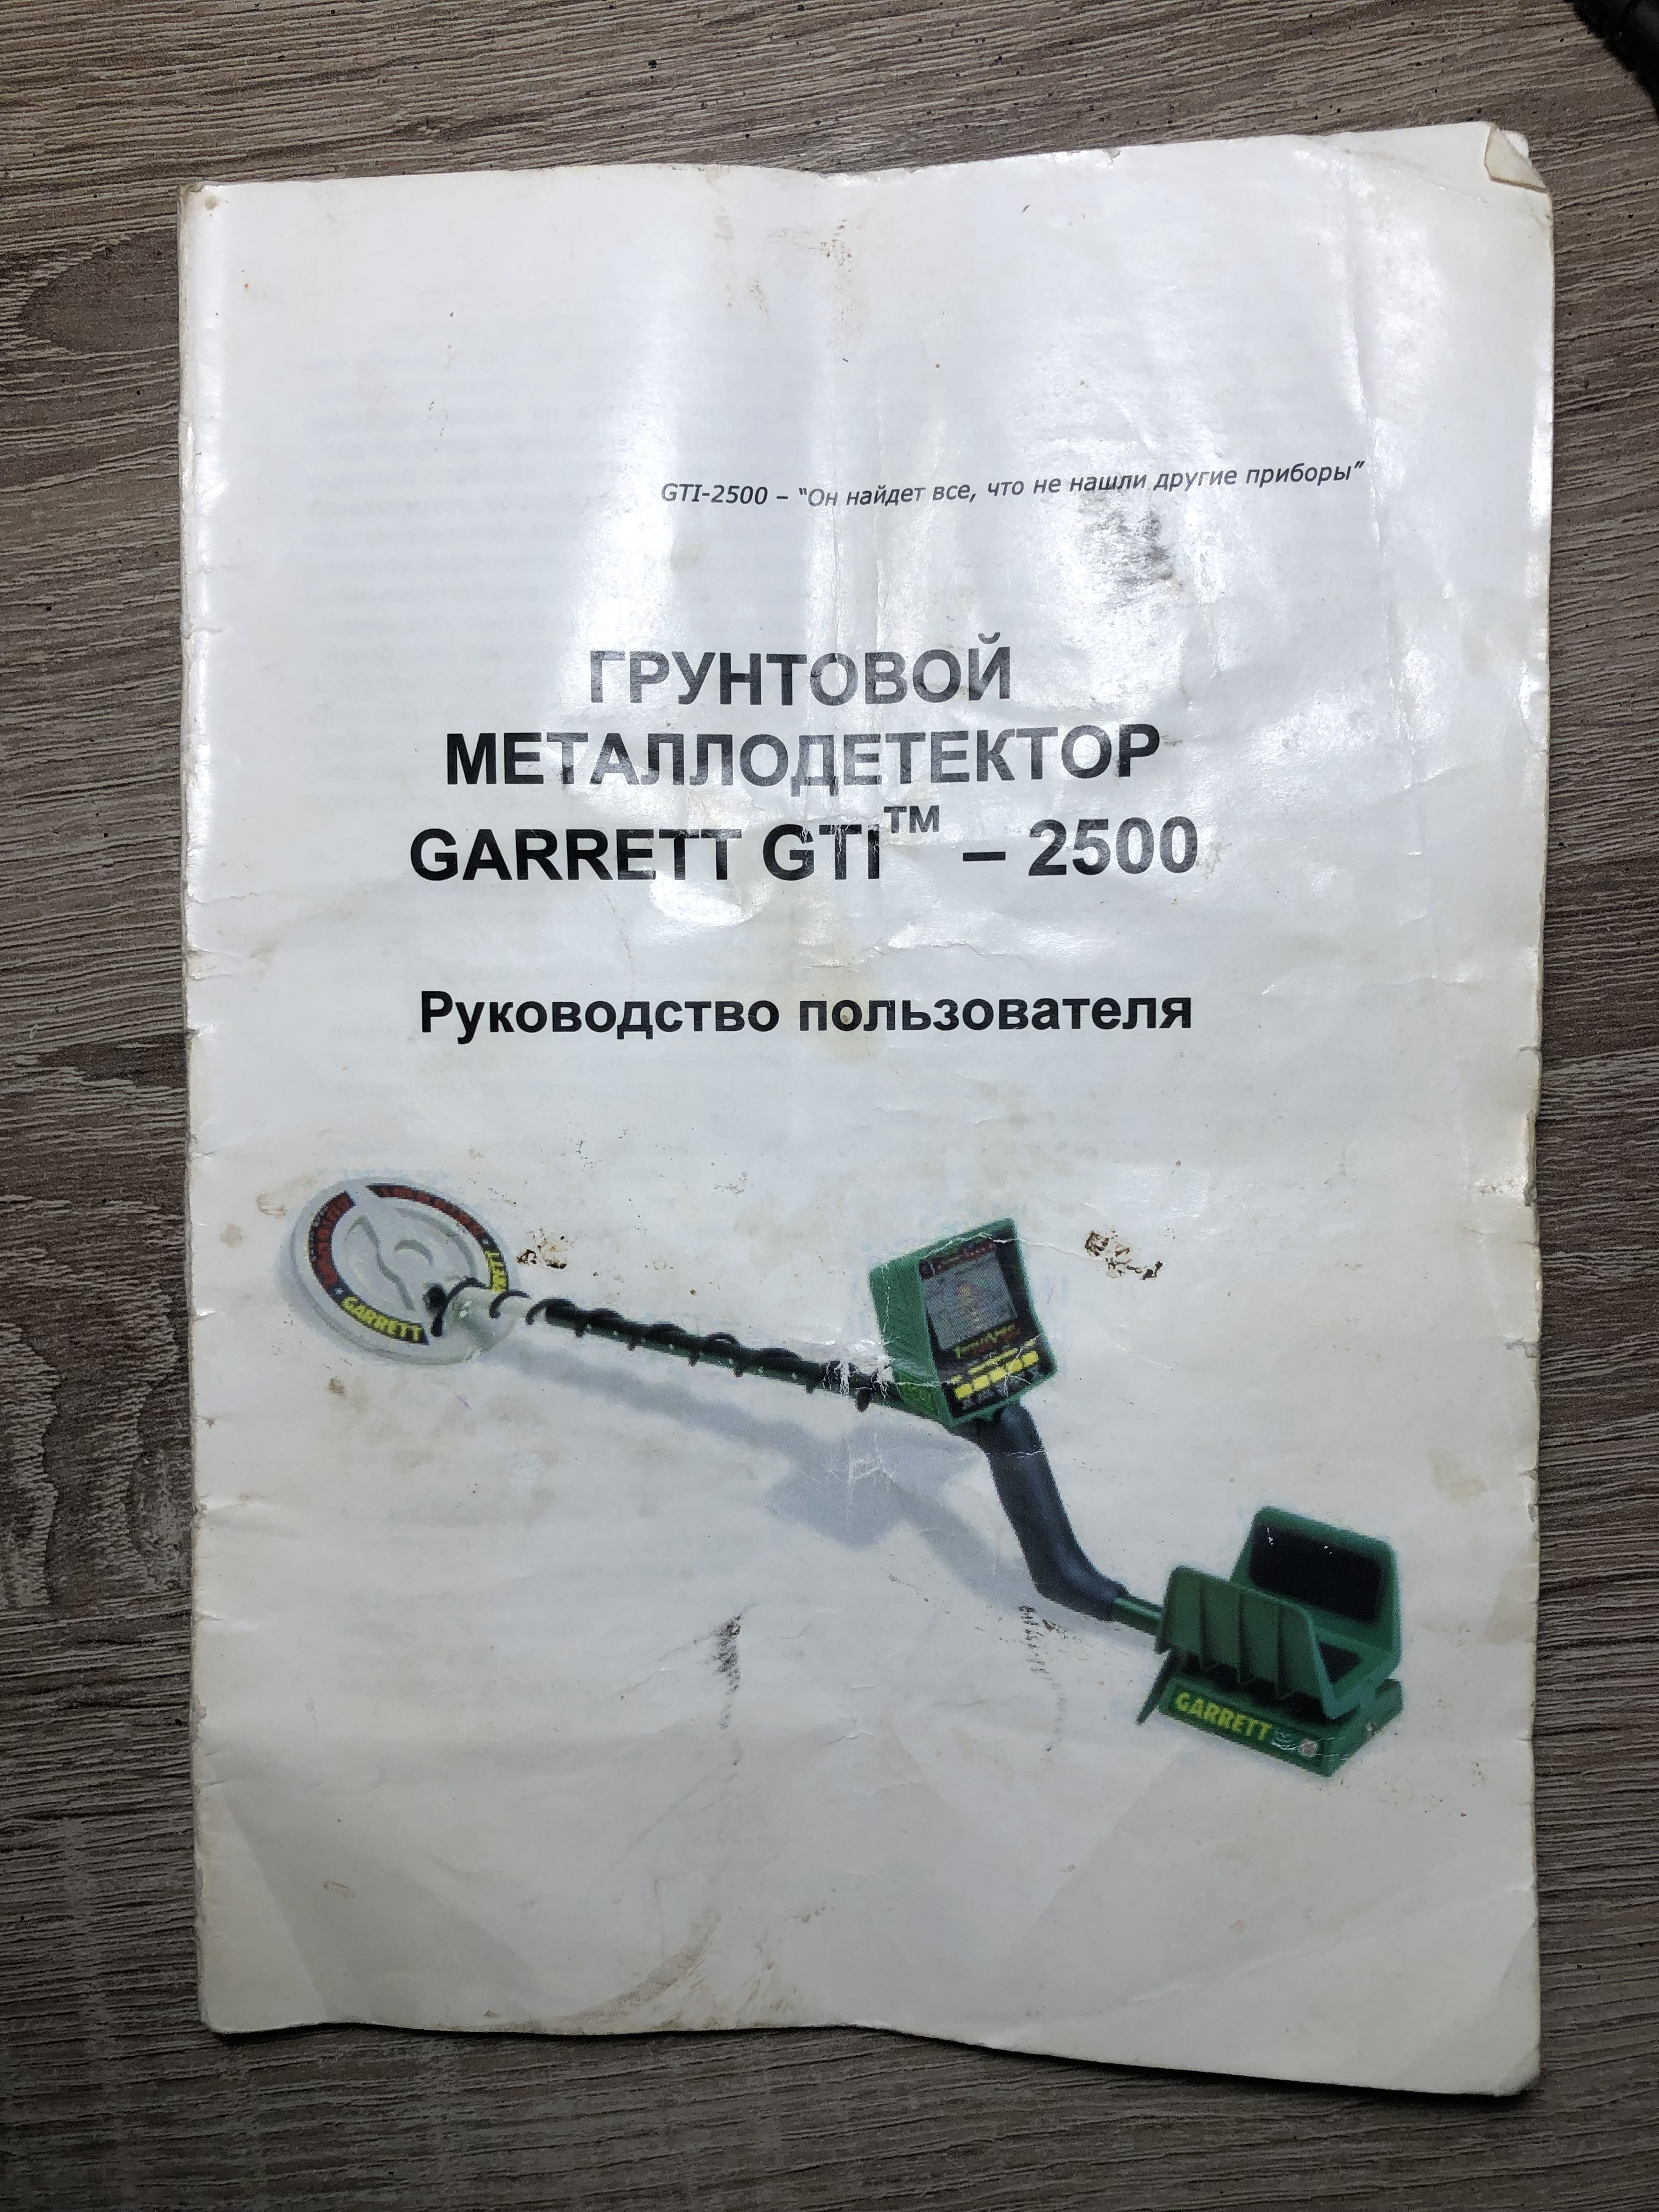 GTI-2500 – “Он найдет все, что не нашли другие приборы”
ГРУНТОВОЙ
МЕТАЛЛОДЕТЕКТОР
GARRETT GTI™ – 2500
Руководство пользователя
GARRETT
GARRETT